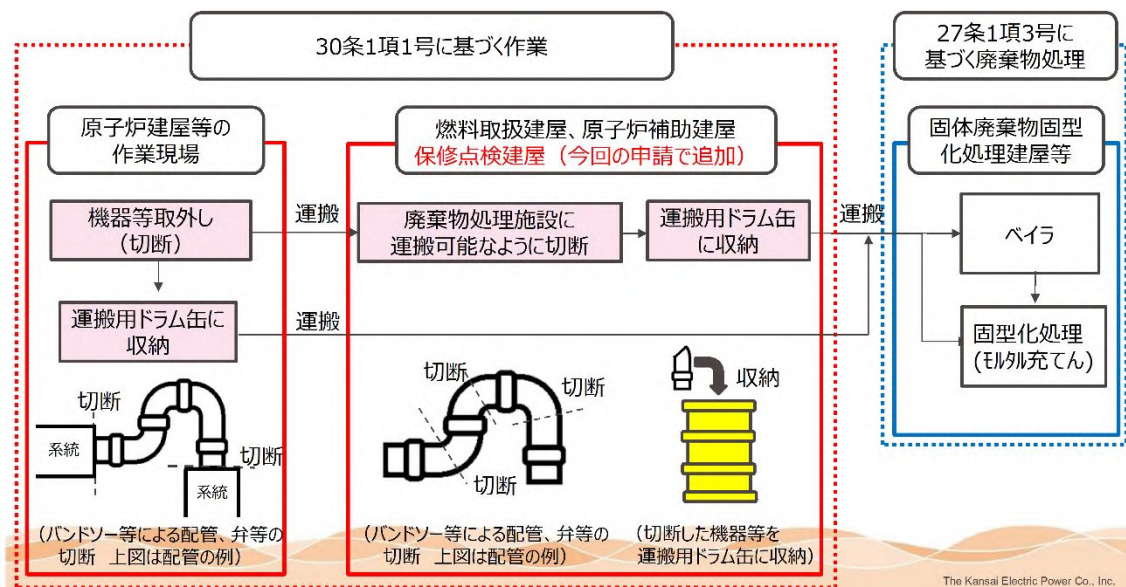 30条1項1号に基づく作業
27条1項3号に
基づく廃棄物処理
原子炉建屋等の
作業現場
燃料取扱建屋、原子炉補助建屋
保修点検建屋（今回の申請で追加）
固体廃棄物固型
化処理建屋等
機器等取外し
（切断）
運搬
廃棄物処理施設に
運搬可能なように切断
運搬用ドラム缶
に収納
運搬
ベイラ
運搬用ドラム缶に
収納
運搬
固型化処理
(ﾓﾙﾀﾙ充てん)
切断
系統
切断
系統
切断
切断
切断
収納
（バンドソー等による配管、弁等の
切断　上図は配管の例）
（バンドソー等による配管、弁等の
切断　上図は配管の例）
（切断した機器等を
運搬用ドラム缶に収納）
The Kansai Electric Power Co., Inc.